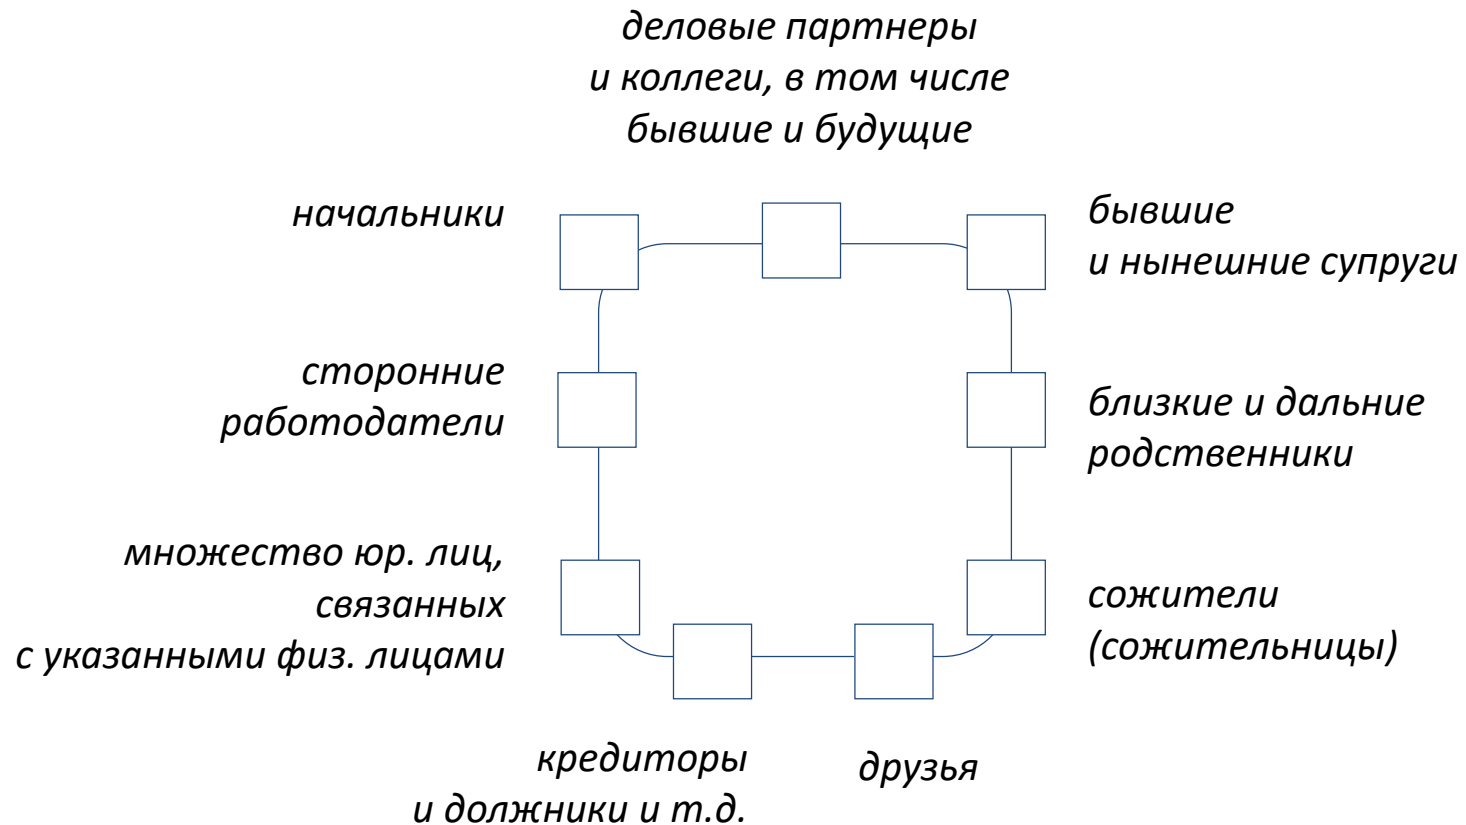 деловые партнеры
и коллеги, в том числе
бывшие и будущие
начальники
бывшие
и нынешние супруги
сторонние
работодатели
близкие и дальние
родственники
множество юр. лиц,
связанных
с указанными физ. лицами
сожители
(сожительницы)
кредиторы
и должники и т.д.
друзья